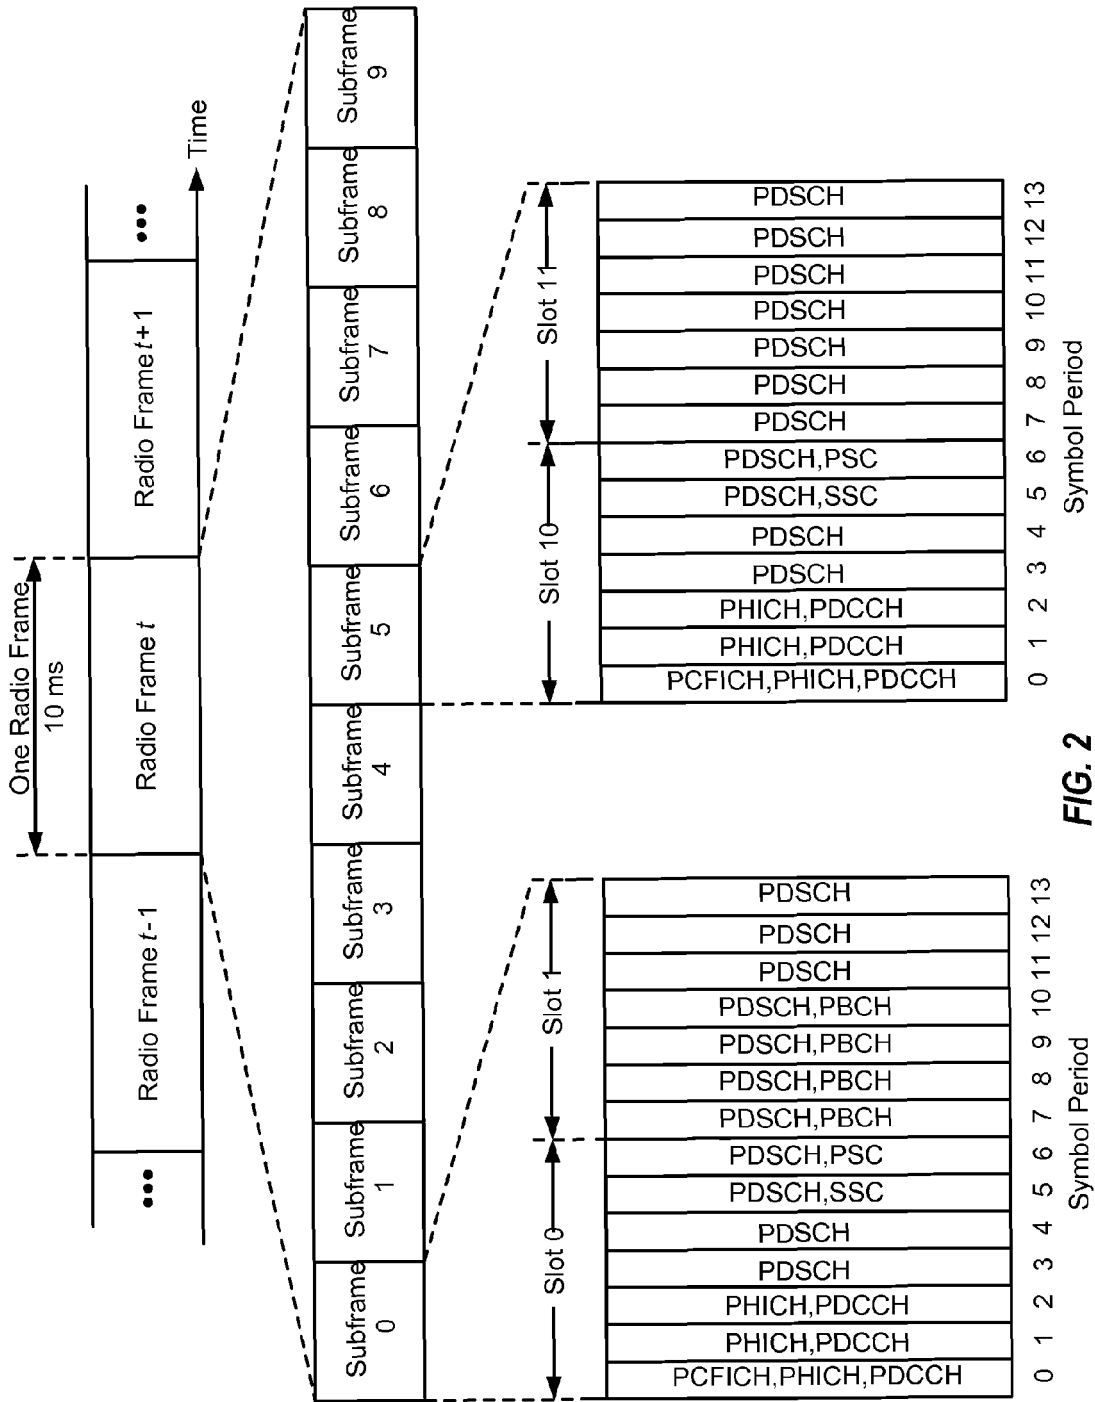 One Radio Frame
10 ms
Radio Frame t-1
Radio Frame t
Radio Frame t+1
Time
Subframe
0
Subframe
1
Subframe
2
Subframe
3
Subframe
4
Subframe
5
Subframe
6
Subframe
7
Subframe
8
Subframe
9
Slot 0
Slot 1
PCFICH,PHICH,PDCCH
PHICH,PDCCH
PHICH,PDCCH
PDSCH
PDSCH
PDSCH,SSC
PDSCH,PSC
PDSCH,PBCH
PDSCH,PBCH
PDSCH,PBCH
PDSCH,PBCH
PDSCH
PDSCH
PDSCH
0 1 2 3 4 5 6 7 8 9 10 11 12 13
Symbol Period
Slot 10
Slot 11
PCFICH,PHICH,PDCCH
PHICH,PDCCH
PHICH,PDCCH
PDSCH
PDSCH
PDSCH,SSC
PDSCH,PSC
PDSCH
PDSCH
PDSCH
PDSCH
PDSCH
PDSCH
PDSCH
0 1 2 3 4 5 6 7 8 9 10 11 12 13
Symbol Period
FIG. 2